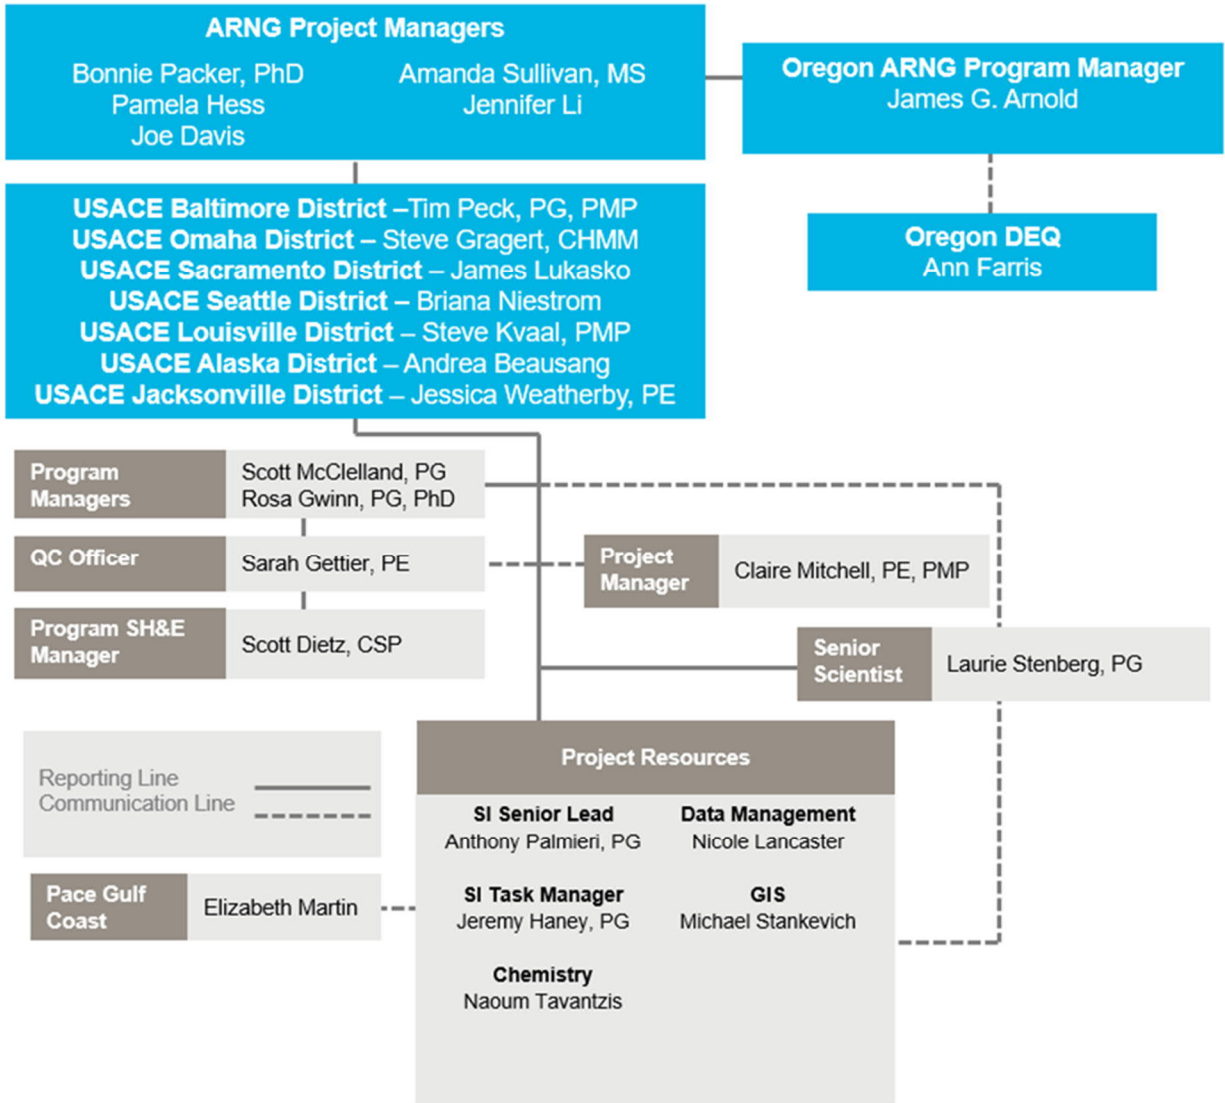 ARNG Project Managers
Bonnie Packer, PhD
Pamela Hess
Joe Davis
Amanda Sullivan, MS
Jennifer Li
Oregon ARNG Program Manager
James G. Arnold
USACE Baltimore District –Tim Peck, PG, PMP
USACE Omaha District – Steve Gragert, CHMM
USACE Sacramento District – James Lukasko
USACE Seattle District – Briana Niestrom
USACE Louisville District – Steve Kvaal, PMP
USACE Alaska District – Andrea Beausang
USACE Jacksonville District – Jessica Weatherby, PE
Oregon DEQ
Ann Farris
Program
Managers
Scott McClelland, PG
Rosa Gwinn, PG, PhD
QC Officer
Sarah Gettier, PE
Project
Manager
Claire Mitchell, PE, PMP
Program SH&E
Manager
Scott Dietz, CSP
Senior
Scientist
Laurie Stenberg, PG
Reporting Line
Communication Line
Project Resources
SI Senior Lead
Anthony Palmieri, PG
Data Management
Nicole Lancaster
Pace Gulf
Coast
Elizabeth Martin
SI Task Manager
Jeremy Haney, PG
GIS
Michael Stankevich
Chemistry
Naoum Tavantzis